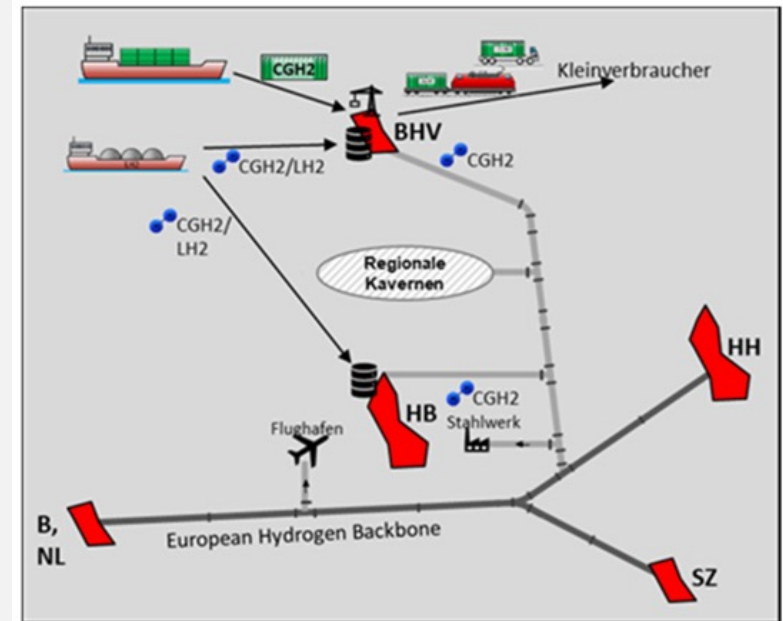 CGH2
Kleinverbraucher
BHV
LH2
CGH2/LH2
CGH2
CGH2/
LH2
Regionale
Kavernen
HH
HB
CGH2
Stahlwerk
Flughafen
B,
NL
European Hydrogen Backbone
SZ